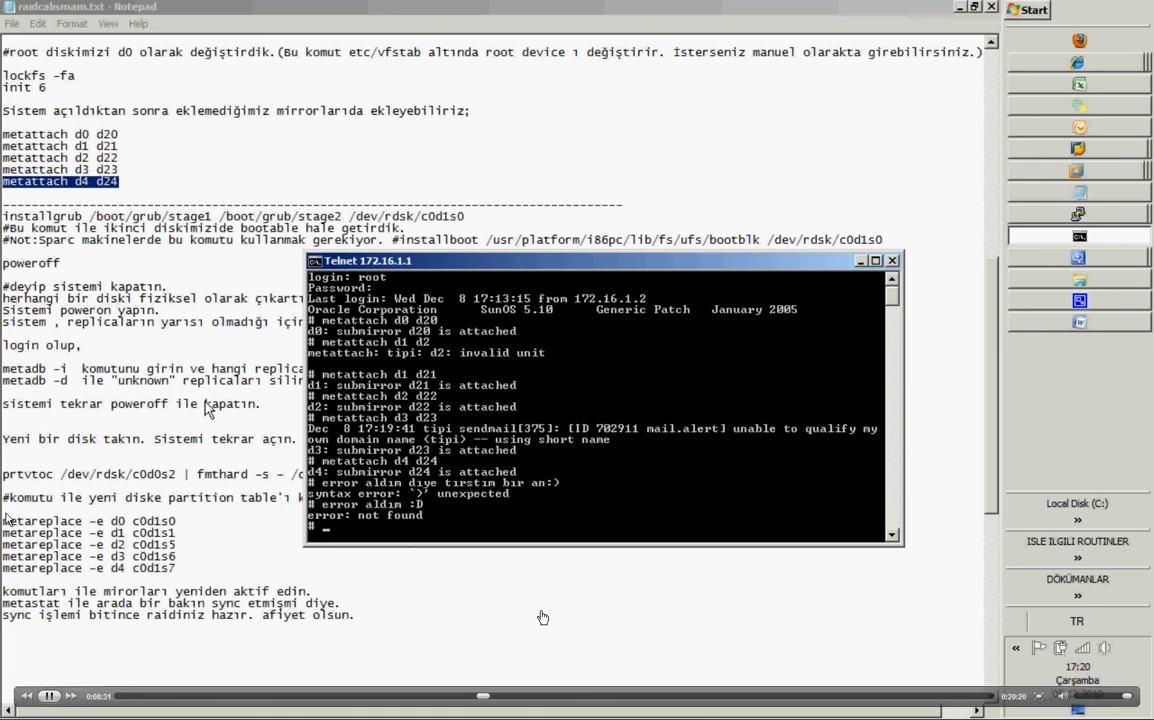 raidcalismam.txt - Notepad
File Edit Format View Help
#root diskimizi d0 olarak değiştirdik.(Bu komut etc/vfstab altında root device ı değiştirir. İsterseniz manuel olarakta girebilirsiniz.)
lockfs -fa
init 6
Sistem açıldıktan sonra eklemediğimiz mirrorlarıda ekleyebiliriz;
metattach d0 d20
metattach d1 d21
metattach d2 d22
metattach d3 d23
metattach d4 d24
--------------------------------------------------------------------------------------
installgrub /boot/grub/stage1 /boot/grub/stage2 /dev/rdsk/c0d1s0
#Bu komut ile ikinci diskimizide bootable hale getirdik.
#Not:Sparc makinelerde bu komutu kullanmak gerekiyor. #installboot /usr/platform/i86pc/lib/fs/ufs/bootblk /dev/rdsk/c0d1s0
poweroff
#deyip sistemi kapatın.
herhangi bir diski fiziksel olarak çıkartı
Sistemi poweron yapın.
sistem , replicaların yarısı olmadığı için
login olup,
metadb -i komutunu girin ve hangi replica
metadb -d ile "unknown" replicaları silin
sistemi tekrar poweroff ile kapatın.
Yeni bir disk takın. Sistemi tekrar açın.
prtvtoc /dev/rdsk/c0d0s2 | fmthard -s - /d
#komutu ile yeni diske partition table'ı k
metareplace -e d0 c0d1s0
metareplace -e d1 c0d1s1
metareplace -e d2 c0d1s5
metareplace -e d3 c0d1s6
metareplace -e d4 c0d1s7
komutları ile mirorları yeniden aktif edin.
metastat ile arada bir bakın sync etmişmi diye.
sync işlemi bitince raidiniz hazır. afiyet olsun.
Telnet 172.16.1.1
login: root
Password:
Last login: Wed Dec 8 17:13:15 from 172.16.1.2
Oracle Corporation SunOS 5.10 Generic Patch January 2005
# metattach d0 d20
d0: submirror d20 is attached
# metattach d1 d2
metattach: tipi: d2: invalid unit
# metattach d1 d21
d1: submirror d21 is attached
# metattach d2 d22
d2: submirror d22 is attached
# metattach d3 d23
Dec 8 17:19:41 tipi sendmail[375]: [ID 702911 mail.alert] unable to qualify my
own domain name (tipi) -- using short name
d3: submirror d23 is attached
# metattach d4 d24
d4: submirror d24 is attached
# error aldım diye tırstım bır an:)
syntax error: `)' unexpected
# error aldım :D
error: not found
#
Start
Local Disk (C:)
»
ISLE ILGILI ROUTINLER
»
DÖKÜMANLAR
»
TR
«
17:20
Çarşamba
0:08:31
0:20:20